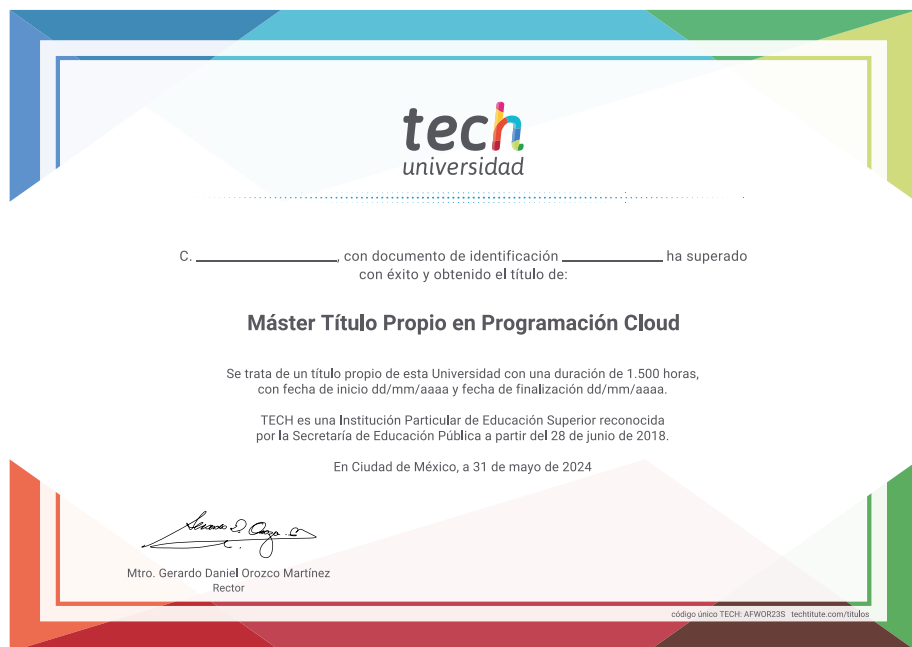 tech
universidad
C. ____________, con documento de identificación ____________ ha superado
con éxito y obtenido el título de:
Máster Título Propio en Programación Cloud
Se trata de un título propio de esta Universidad con una duración de 1.500 horas,
con fecha de inicio dd/mm/aaaa y fecha de finalización dd/mm/aaaa.
TECH es una Institución Particular de Educación Superior reconocida
por la Secretaría de Educación Pública a partir del 28 de junio de 2018.
En Ciudad de México, a 31 de mayo de 2024
Mtro. Gerardo Daniel Orozco Martínez
Rector
código único TECH: AFWOR23S techtitute.com/titulos